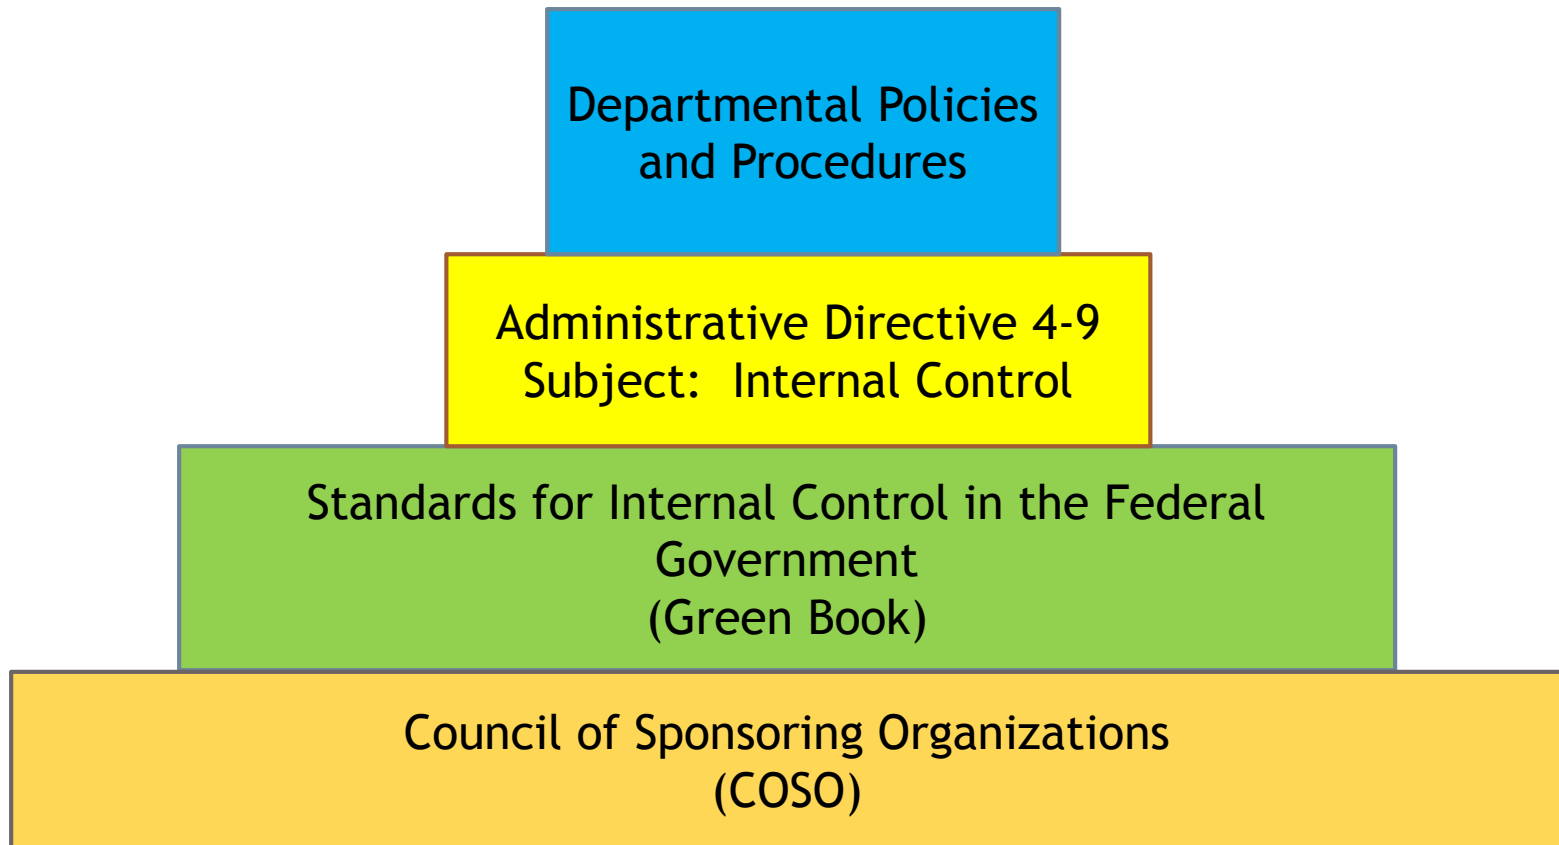 Departmental Policies
and Procedures
Administrative Directive 4-9
Subject:  Internal Control
Standards for Internal Control in the Federal
Government
(Green Book)
Council of Sponsoring Organizations
(COSO)